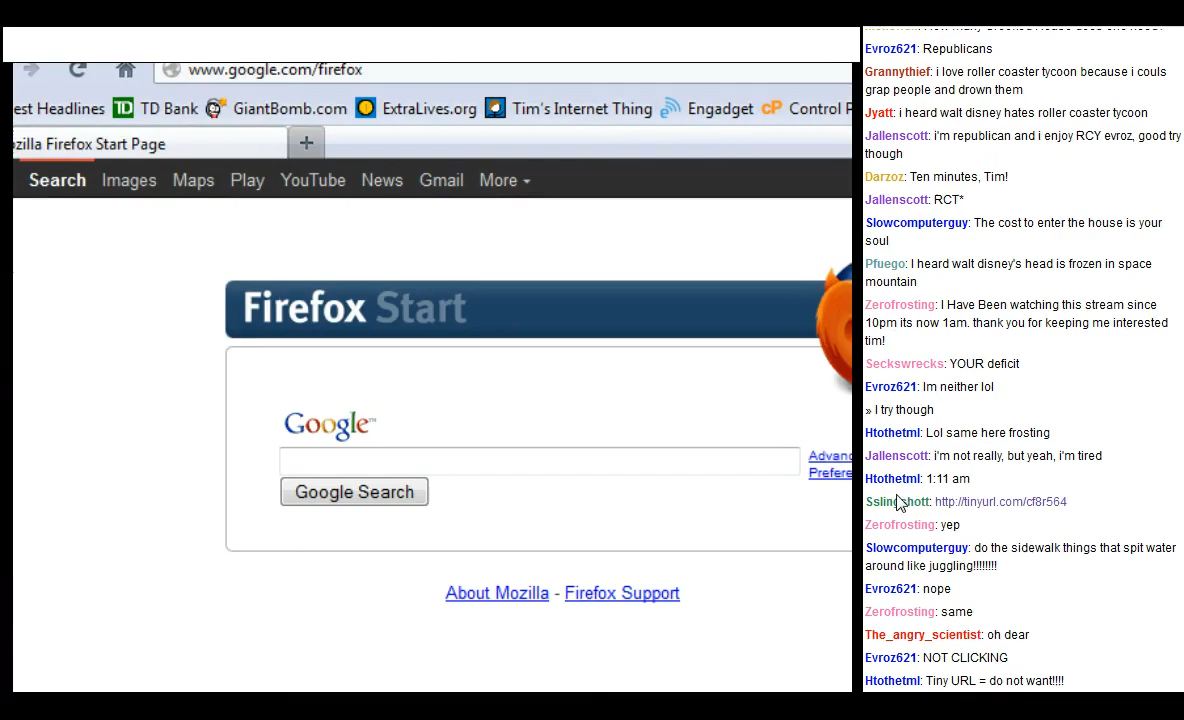 www.google.com/firefox
est Headlines TD TD Bank GiantBomb.com ExtraLives.org Tim's Internet Thing Engadget cP Control P
zilla Firefox Start Page +
Search Images Maps Play YouTube News Gmail More
Firefox Start
Google™
Advanc
Prefere
Google Search
About Mozilla - Firefox Support
Evroz621: Republicans
Grannythief: i love roller coaster tycoon because i couls
grap people and drown them
Jyatt: i heard walt disney hates roller coaster tycoon
Jallenscott: i'm republican and i enjoy RCY evroz, good try
though
Darzoz: Ten minutes, Tim!
Jallenscott: RCT*
Slowcomputerguy: The cost to enter the house is your
soul
Pfuego: I heard walt disney's head is frozen in space
mountain
Zerofrosting: I Have Been watching this stream since
10pm its now 1am. thank you for keeping me interested
tim!
Seckswrecks: YOUR deficit
Evroz621: Im neither lol
» I try though
Htothetml: Lol same here frosting
Jallenscott: i'm not really, but yeah, i'm tired
Htothetml: 1:11 am
Sslingshott: http://tinyurl.com/cf8r564
Zerofrosting: yep
Slowcomputerguy: do the sidewalk things that spit water
around like juggling!!!!!!!!
Evroz621: nope
Zerofrosting: same
The_angry_scientist: oh dear
Evroz621: NOT CLICKING
Htothetml: Tiny URL = do not want!!!!